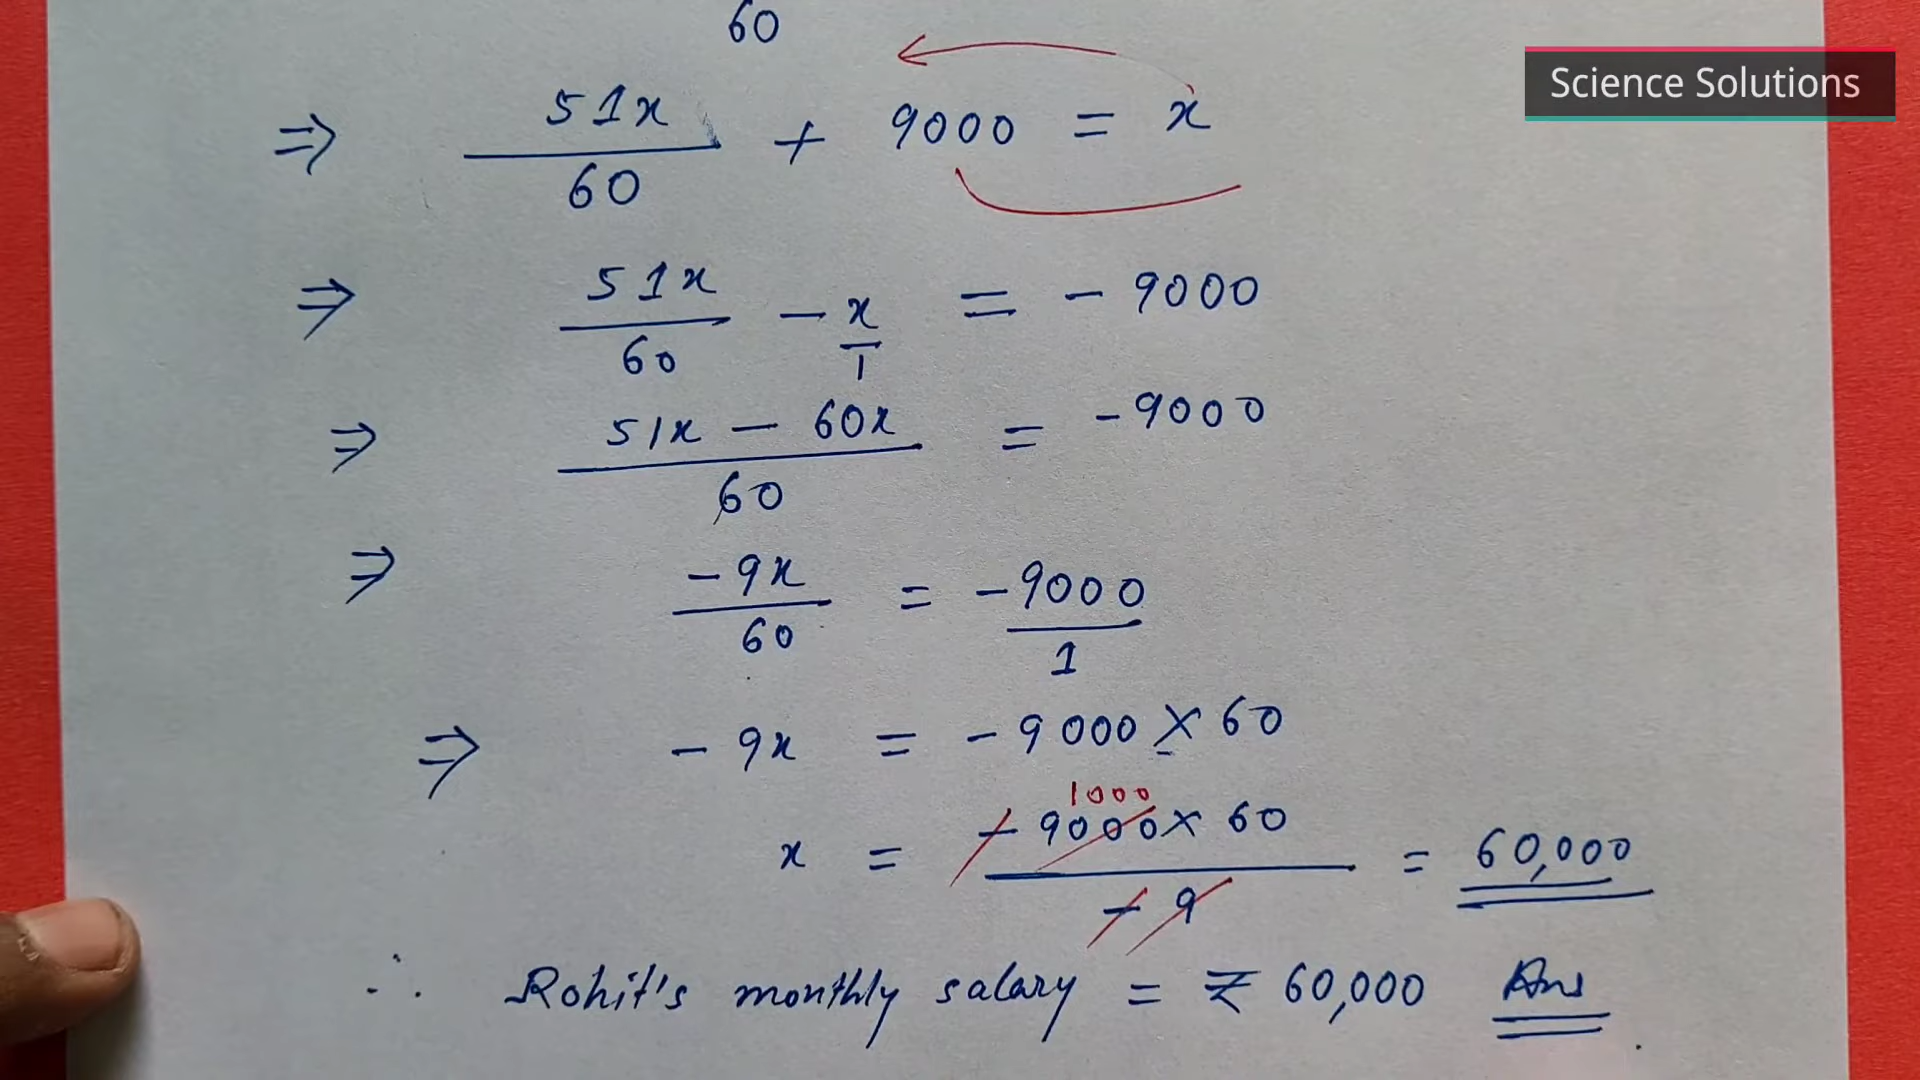 60
Science Solutions
⇒ 51x/60 + 9000 = x
⇒ 51x/60 - x/1 = - 9000
⇒ 51x - 60x/60 = - 9000
⇒ - 9x/60 = - 9000/1
⇒ - 9x = - 9000 × 60
1000
x = - 9000 × 60/- 9 = 60,000
∴ Rohit's monthly salary = ₹ 60,000 Ans